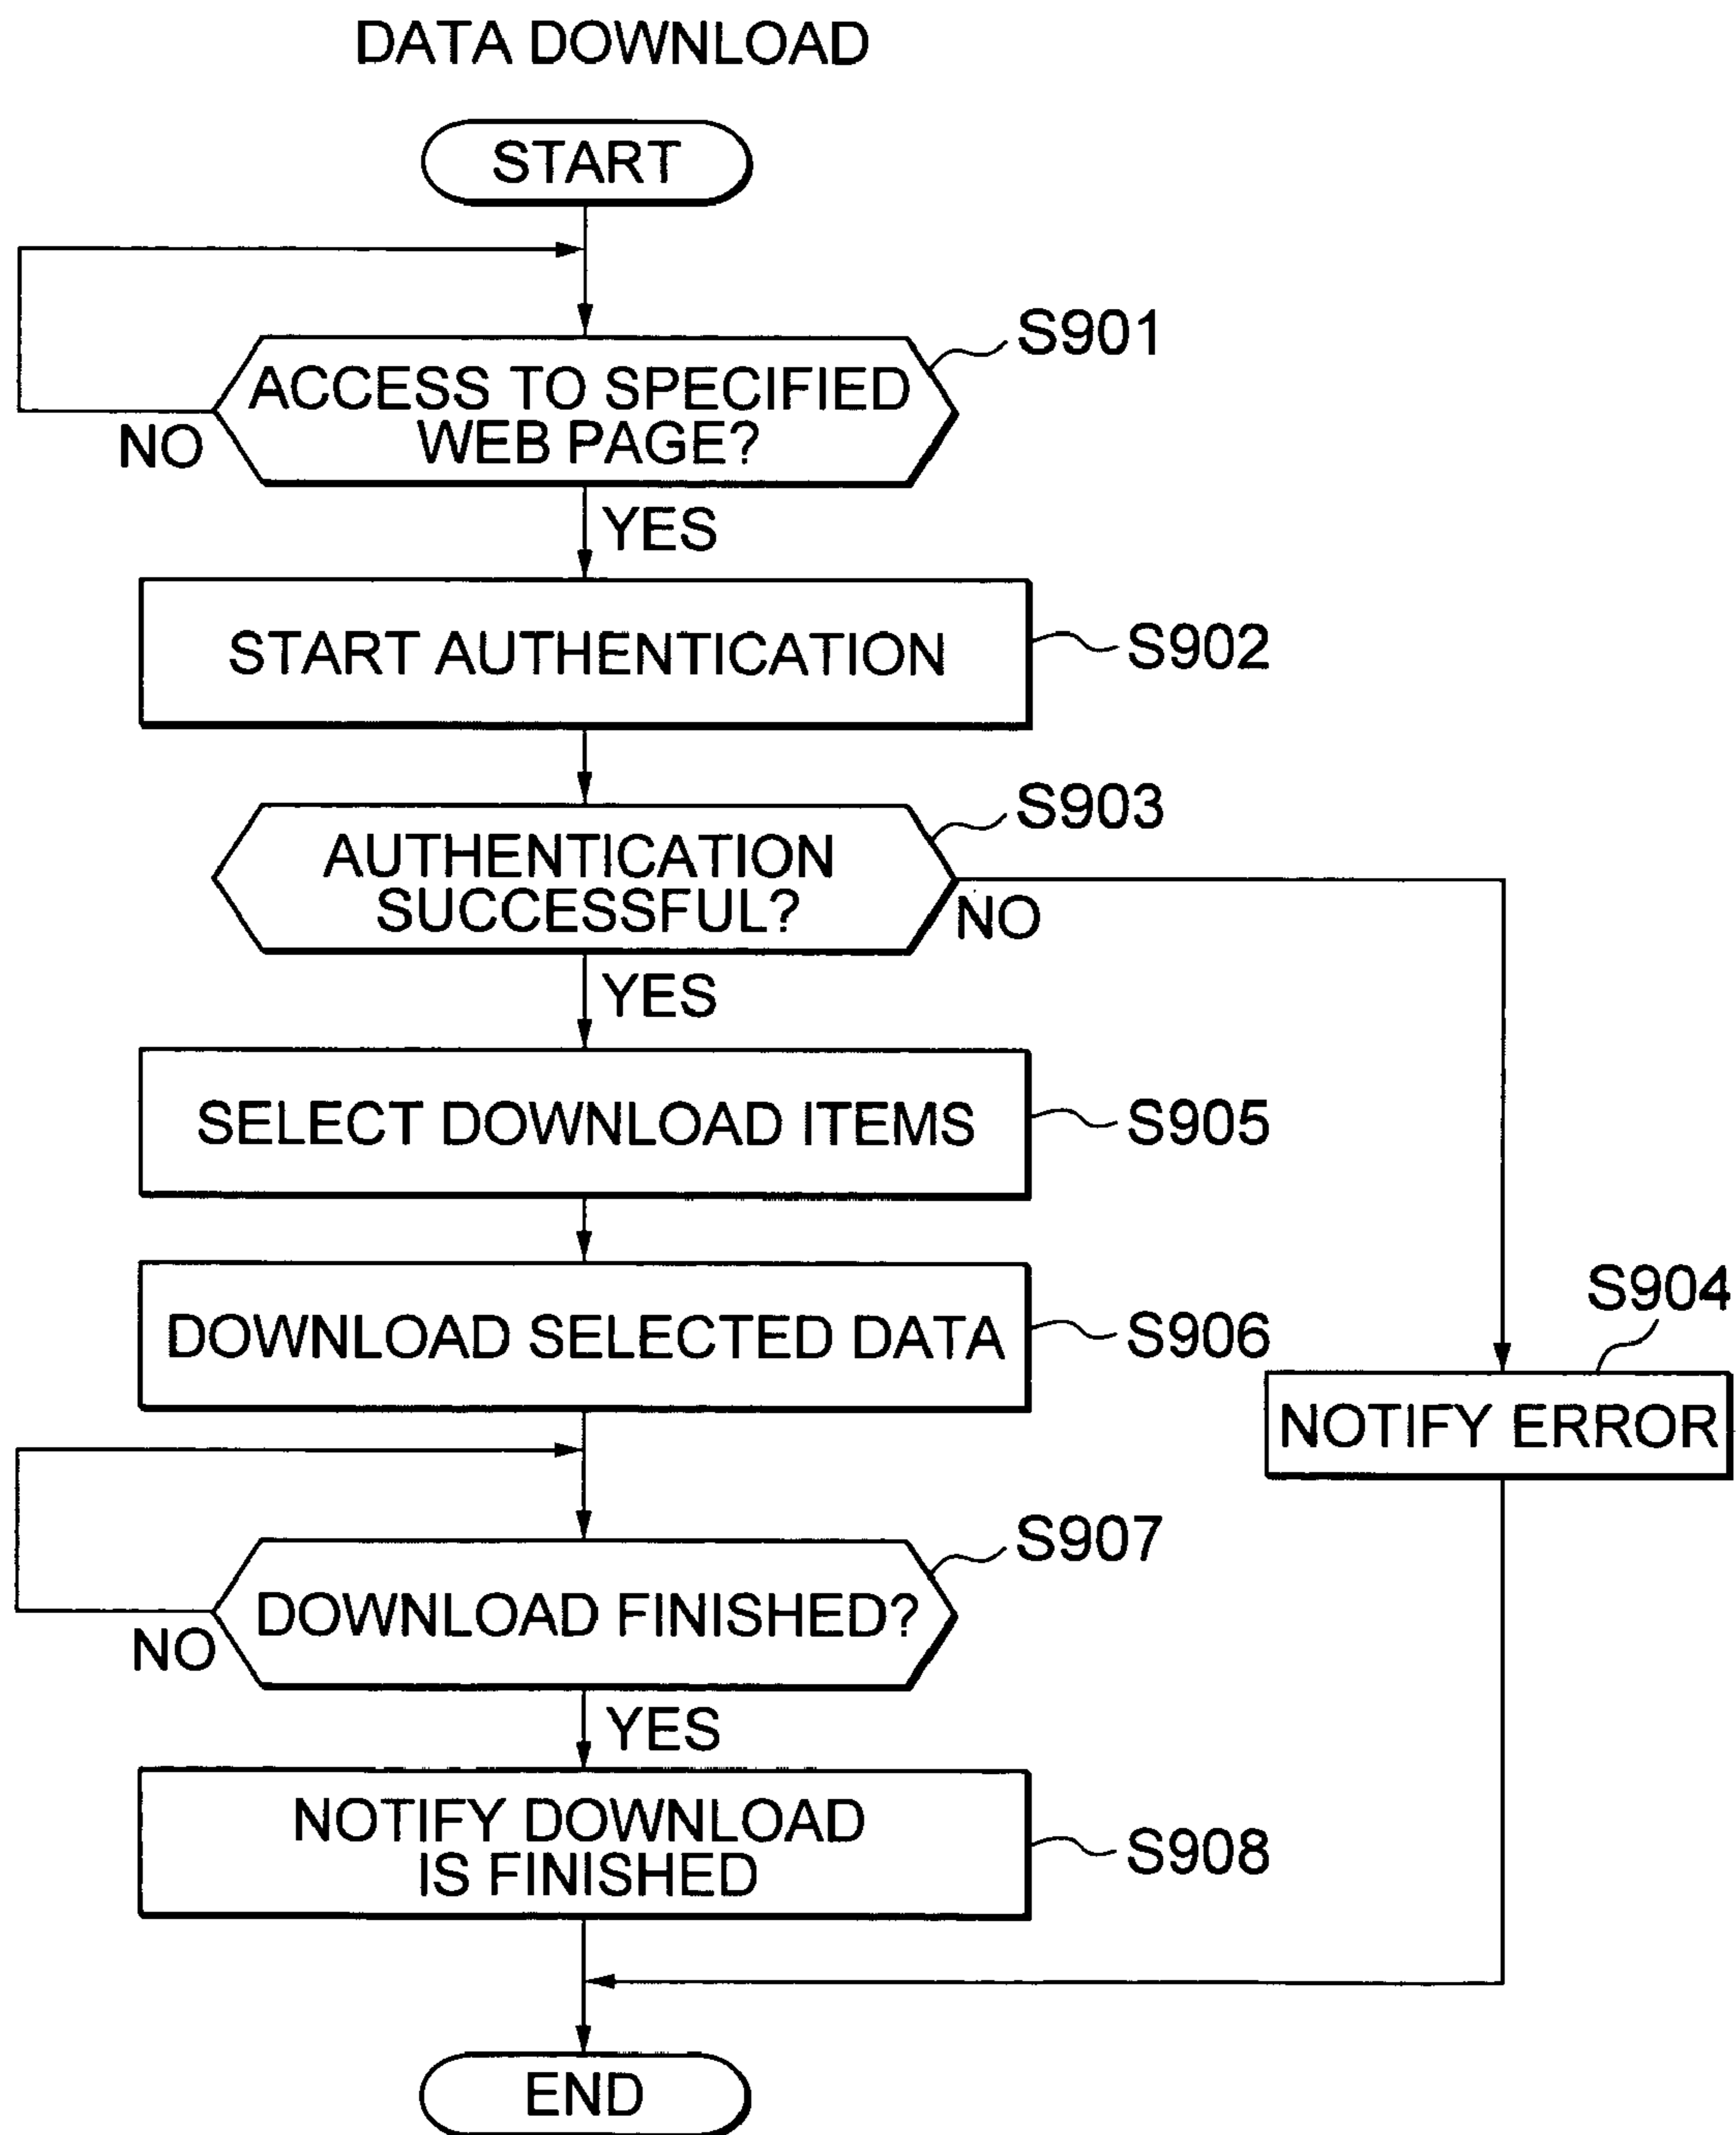 DATA DOWNLOAD
START
S901
ACCESS TO SPECIFIED
WEB PAGE?
NO
YES
START AUTHENTICATION
S902
S903
AUTHENTICATION
SUCCESSFUL?
NO
YES
SELECT DOWNLOAD ITEMS
S905
DOWNLOAD SELECTED DATA
S906
S904
NOTIFY ERROR
S907
DOWNLOAD FINISHED?
NO
YES
NOTIFY DOWNLOAD
IS FINISHED
S908
END